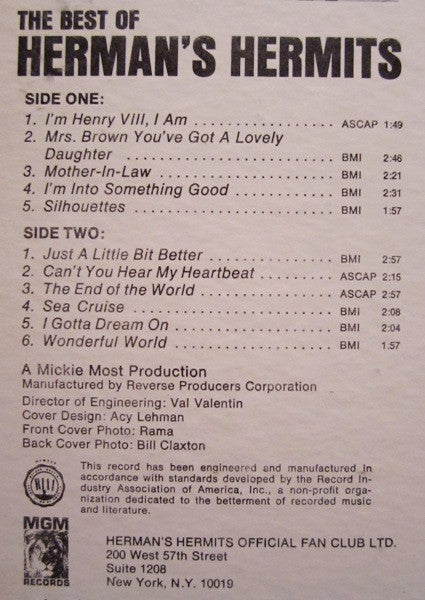 THE BEST OF
HERMAN'S HERMITS
SIDE ONE:
1. I'm Henry VIII, I Am .................. ASCAP 1:49
2. Mrs. Brown You've Got A Lovely
Daughter .......................... BMI 2:46
3. Mother-In-Law ...................... BMI 2:21
4. I'm Into Something Good .......... BMI 2:31
5. Silhouettes ......................... BMI 1:57
SIDE TWO:
1. Just A Little Bit Better ............. BMI 2:57
2. Can't You Hear My Heartbeat ......... ASCAP 2:15
3. The End of the World ................ ASCAP 2:57
4. Sea Cruise ......................... BMI 2:08
5. I Gotta Dream On .................. BMI 2:04
6. Wonderful World .................... BMI 1:57
A Mickie Most Production
Manufactured by Reverse Producers Corporation
Director of Engineering: Val Valentin
Cover Design: Acy Lehman
Front Cover Photo: Rama
Back Cover Photo: Bill Claxton
This record has been engineered and manufactured in
accordance with standards developed by the Record In-
dustry Association of America, Inc., a non-profit orga-
nization dedicated to the betterment of recorded music
and literature.
MGM
RECORDS
HERMAN'S HERMITS OFFICIAL FAN CLUB LTD.
200 West 57th Street
Suite 1208
New York, N.Y. 10019